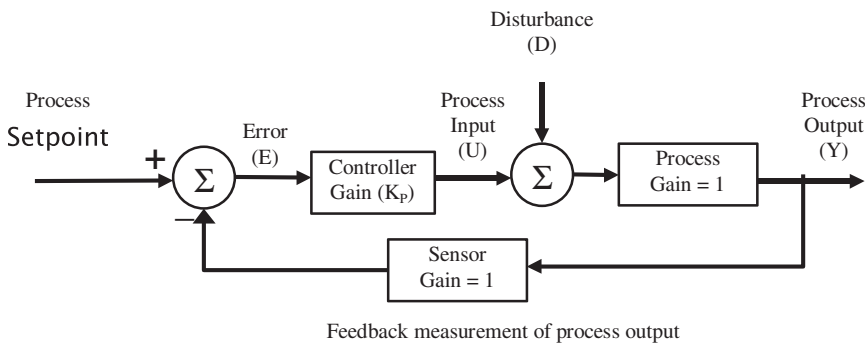 Disturbance
(D)
Process
Setpoint
+
Σ
−
Error
(E)
Controller
Gain (K_P)
Process
Input
(U)
Σ
Process
Gain = 1
Process
Output
(Y)
Sensor
Gain = 1
Feedback measurement of process output